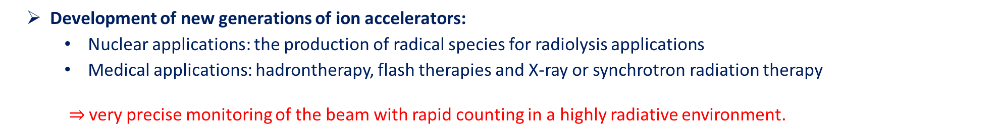 ➢ Development of new generations of ion accelerators:
• Nuclear applications: the production of radical species for radiolysis applications
• Medical applications: hadrontherapy, flash therapies and X-ray or synchrotron radiation therapy
⇒ very precise monitoring of the beam with rapid counting in a highly radiative environment.